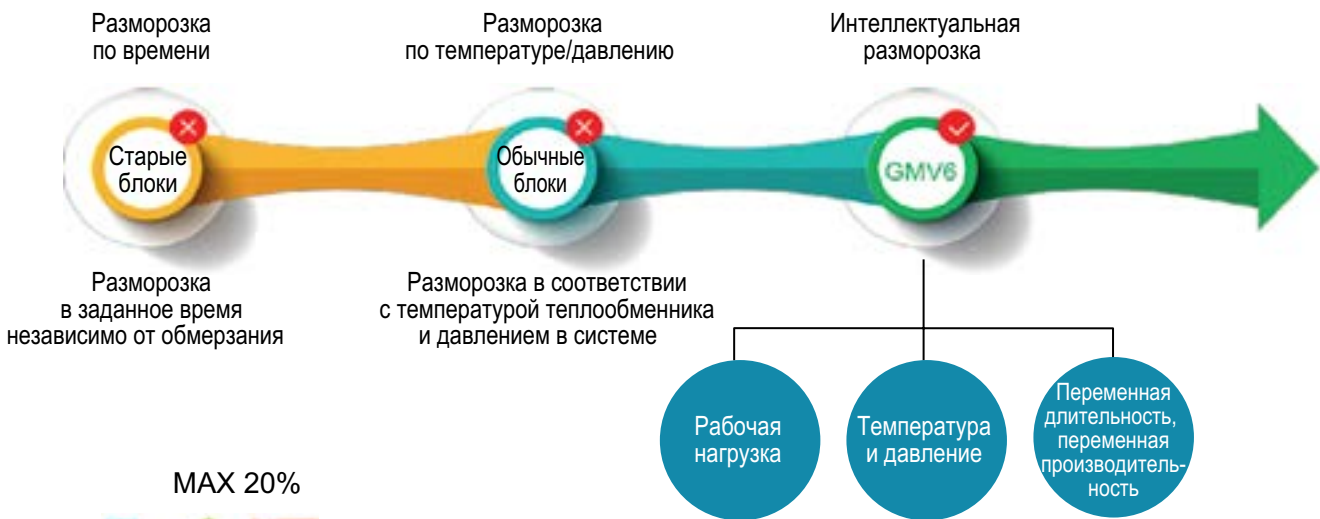 Разморозка
по времени
Разморозка
по температуре/давлению
Интеллектуальная
разморозка
Старые
блоки
Обычные
блоки
GMV6
Разморозка
в заданное время
независимо от обмерзания
Разморозка в соответствии
с температурой теплообменника
и давлением в системе
Рабочая
нагрузка
Температура
и давление
Переменная
длительность,
переменная
производитель-
ность
MAX 20%